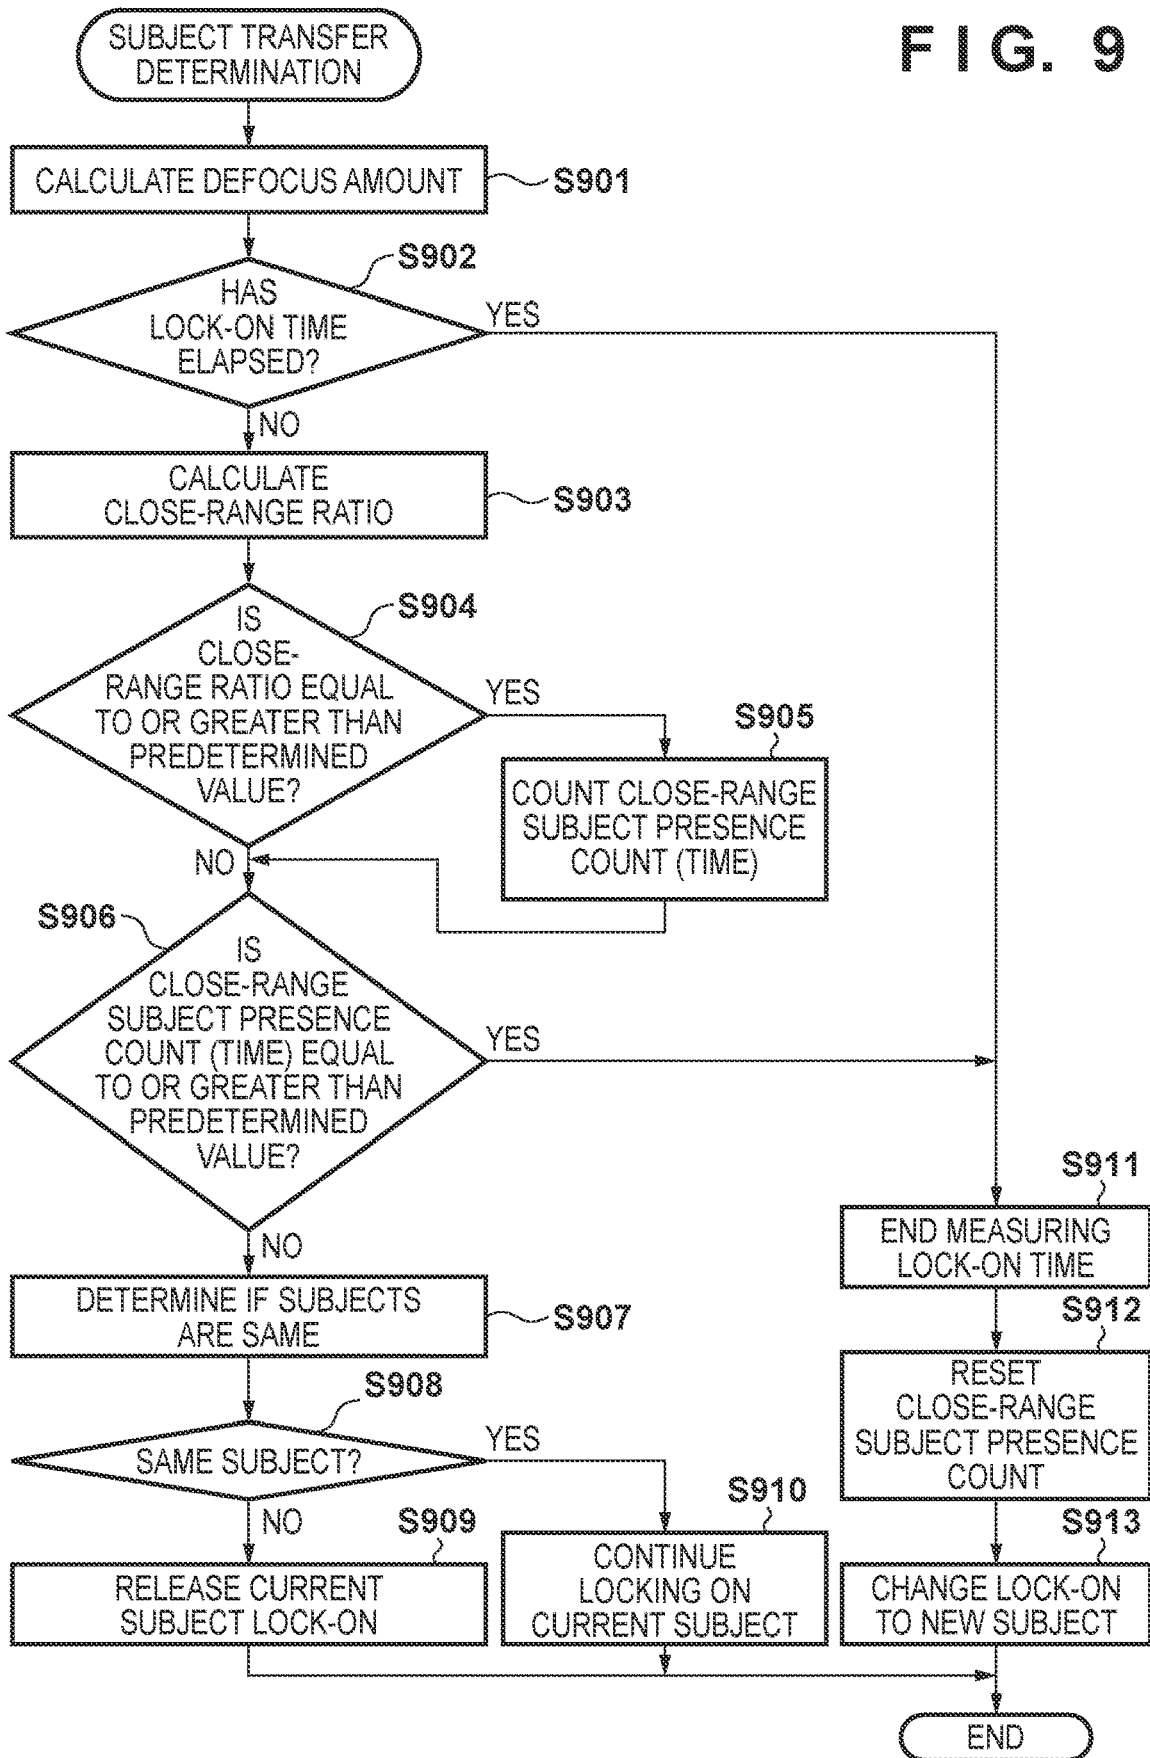 FIG. 9
SUBJECT TRANSFER
DETERMINATION
CALCULATE DEFOCUS AMOUNT
S901
S902
HAS
LOCK-ON TIME
ELAPSED?
YES
NO
CALCULATE
CLOSE-RANGE RATIO
S903
S904
IS
CLOSE-
RANGE RATIO EQUAL
TO OR GREATER THAN
PREDETERMINED
VALUE?
YES
S905
COUNT CLOSE-RANGE
SUBJECT PRESENCE
COUNT (TIME)
NO
S906
IS
CLOSE-RANGE
SUBJECT PRESENCE
COUNT (TIME) EQUAL
TO OR GREATER THAN
PREDETERMINED
VALUE?
YES
NO
DETERMINE IF SUBJECTS
ARE SAME
S907
S908
SAME SUBJECT?
YES
NO
S909
RELEASE CURRENT
SUBJECT LOCK-ON
S910
CONTINUE
LOCKING ON
CURRENT SUBJECT
S911
END MEASURING
LOCK-ON TIME
S912
RESET
CLOSE-RANGE
SUBJECT PRESENCE
COUNT
S913
CHANGE LOCK-ON
TO NEW SUBJECT
END